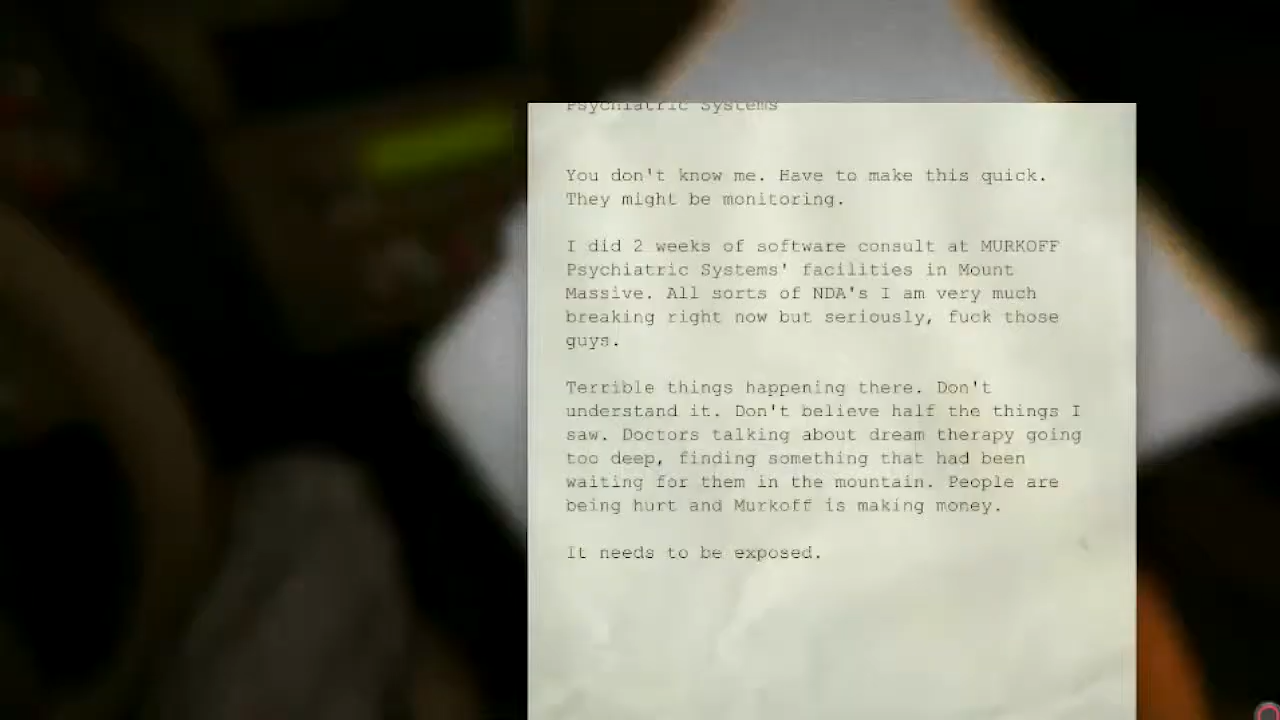 Psychiatric Systems
You don't know me. Have to make this quick.
They might be monitoring.
I did 2 weeks of software consult at MURKOFF
Psychiatric Systems' facilities in Mount
Massive. All sorts of NDA's I am very much
breaking right now but seriously, fuck those
guys.
Terrible things happening there. Don't
understand it. Don't believe half the things I
saw. Doctors talking about dream therapy going
too deep, finding something that had been
waiting for them in the mountain. People are
being hurt and Murkoff is making money.
It needs to be exposed.